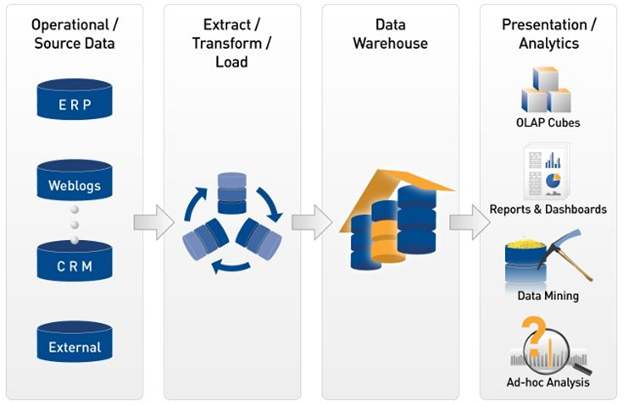 Operational /
Source Data
ERP
Weblogs
CRM
External
Extract /
Transform /
Load
Data
Warehouse
Presentation /
Analytics
OLAP Cubes
Reports & Dashboards
Data Mining
?
Ad-hoc Analysis